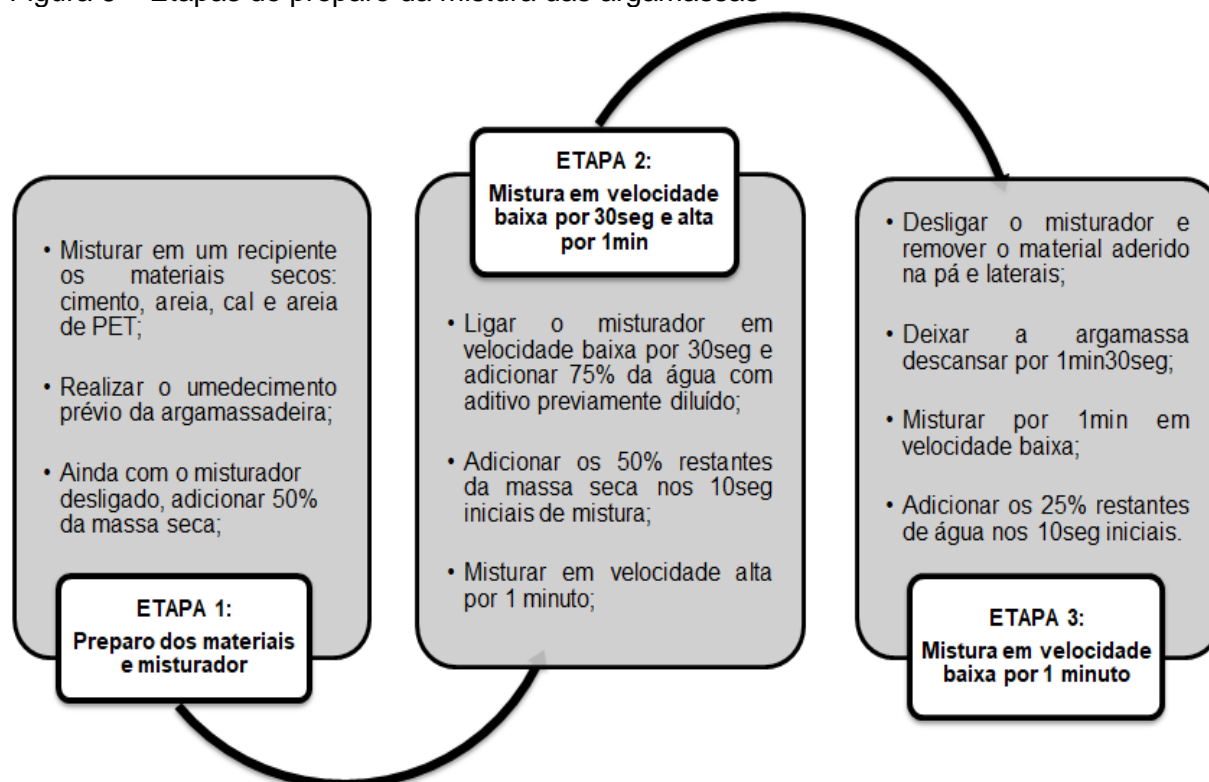 Figura 6 – Etapas de preparo da mistura das argamassas
• Misturar em um recipiente
os materiais secos:
cimento, areia, cal e areia
de PET;
• Realizar o umedecimento
prévio da argamassadeira;
• Ainda com o misturador
desligado, adicionar 50%
da massa seca;
ETAPA 1:
Preparo dos materiais
e misturador
ETAPA 2:
Mistura em velocidade
baixa por 30seg e alta
por 1min
• Ligar o misturador em
velocidade baixa por 30seg e
adicionar 75% da água com
aditivo previamente diluído;
• Adicionar os 50% restantes
da massa seca nos 10seg
iniciais de mistura;
• Misturar em velocidade alta
por 1 minuto;
• Desligar o misturador e
remover o material aderido
na pá e laterais;
• Deixar a argamassa
descansar por 1min30seg;
• Misturar por 1min em
velocidade baixa;
• Adicionar os 25% restantes
de água nos 10seg iniciais.
ETAPA 3:
Mistura em velocidade
baixa por 1 minuto